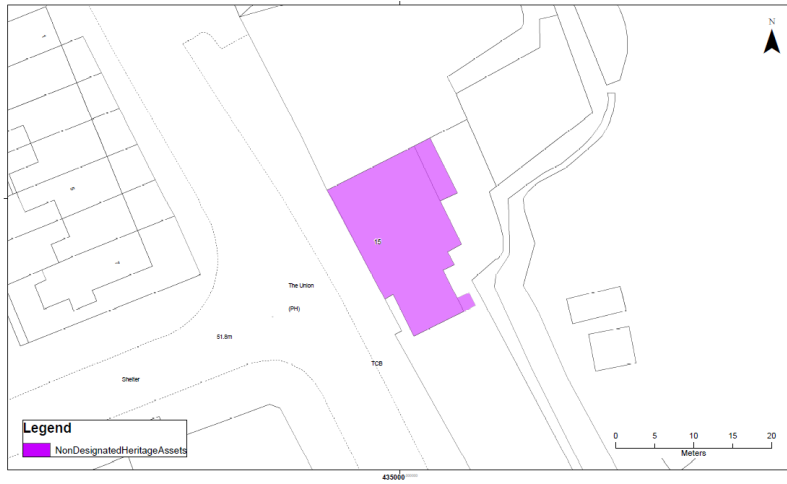 N
15
The Union
(PH)
51.8m
TCB
Shelter
Legend
NonDesignatedHeritageAssets
0 5 10 15 20
Meters
435000